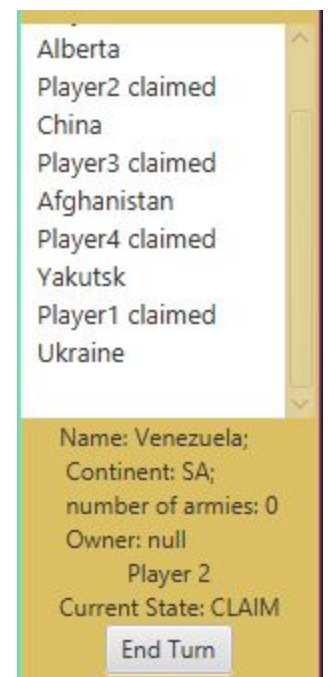 Alberta
Player2 claimed
China
Player3 claimed
Afghanistan
Player4 claimed
Yakutsk
Player1 claimed
Ukraine
Name: Venezuela;
Continent: SA;
number of armies: 0
Owner: null
Player 2
Current State: CLAIM
End Turn